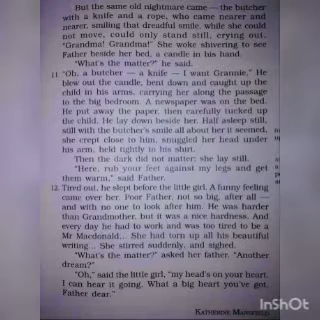 But the same old nightmare came — the butcher
with a knife and a rope, who came nearer and
nearer, smiling that dreadful smile, while she could
not move, could only stand still, crying out,
"Grandma! Grandma!" She woke shivering to see
Father beside her bed, a candle in his hand.
"What's the matter?" he said.
11. "Oh, a butcher — a knife — I want Grannie." He
blew out the candle, bent down and caught up the
child in his arms, carrying her along the passage
to the big bedroom. A newspaper was on the bed.
He put away the paper, then carefully tucked up
the child. He lay down beside her. Half asleep still,
still with the butcher's smile all about her it seemed,
she crept close to him, snuggled her head under
his arm, held tightly to his shirt.
Then the dark did not matter; she lay still.
"Here, rub your feet against my legs and get
them warm," said Father.
12. Tired out, he slept before the little girl. A funny feeling
came over her. Poor Father, not so big, after all —
and with no one to look after him. He was harder
than Grandmother, but it was a nice hardness. And
every day he had to work and was too tired to be a
Mr Macdonald... She had torn up all his beautiful
writing... She stirred suddenly, and sighed.
"What's the matter?" asked her father. "Another
dream?"
"Oh," said the little girl, "my head's on your heart.
I can hear it going. What a big heart you've got,
Father dear."
KATHERINE MANSFIELD
InShOt